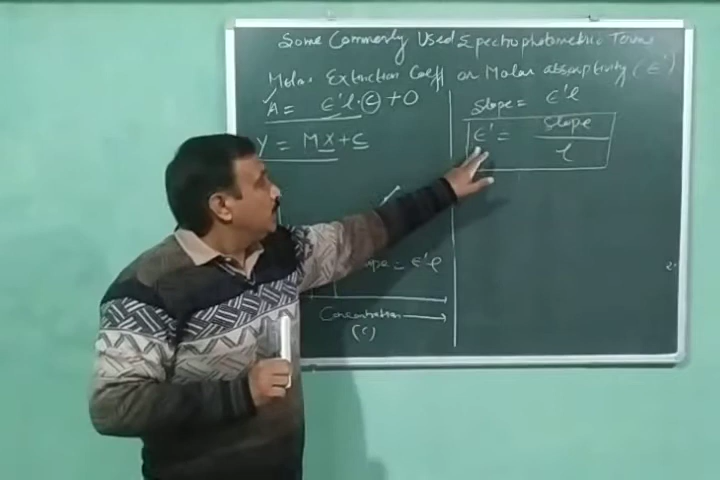 Some Commonly Used Spectrophotometric Terms
Molar Extinction Coeff or Molar absorptivity (ϵ')
A = ϵ'l.(c) + 0
Y = MX + C
slope = ϵ'l
Concentration
(C)
slope = ϵ'l
ϵ' = slope / l